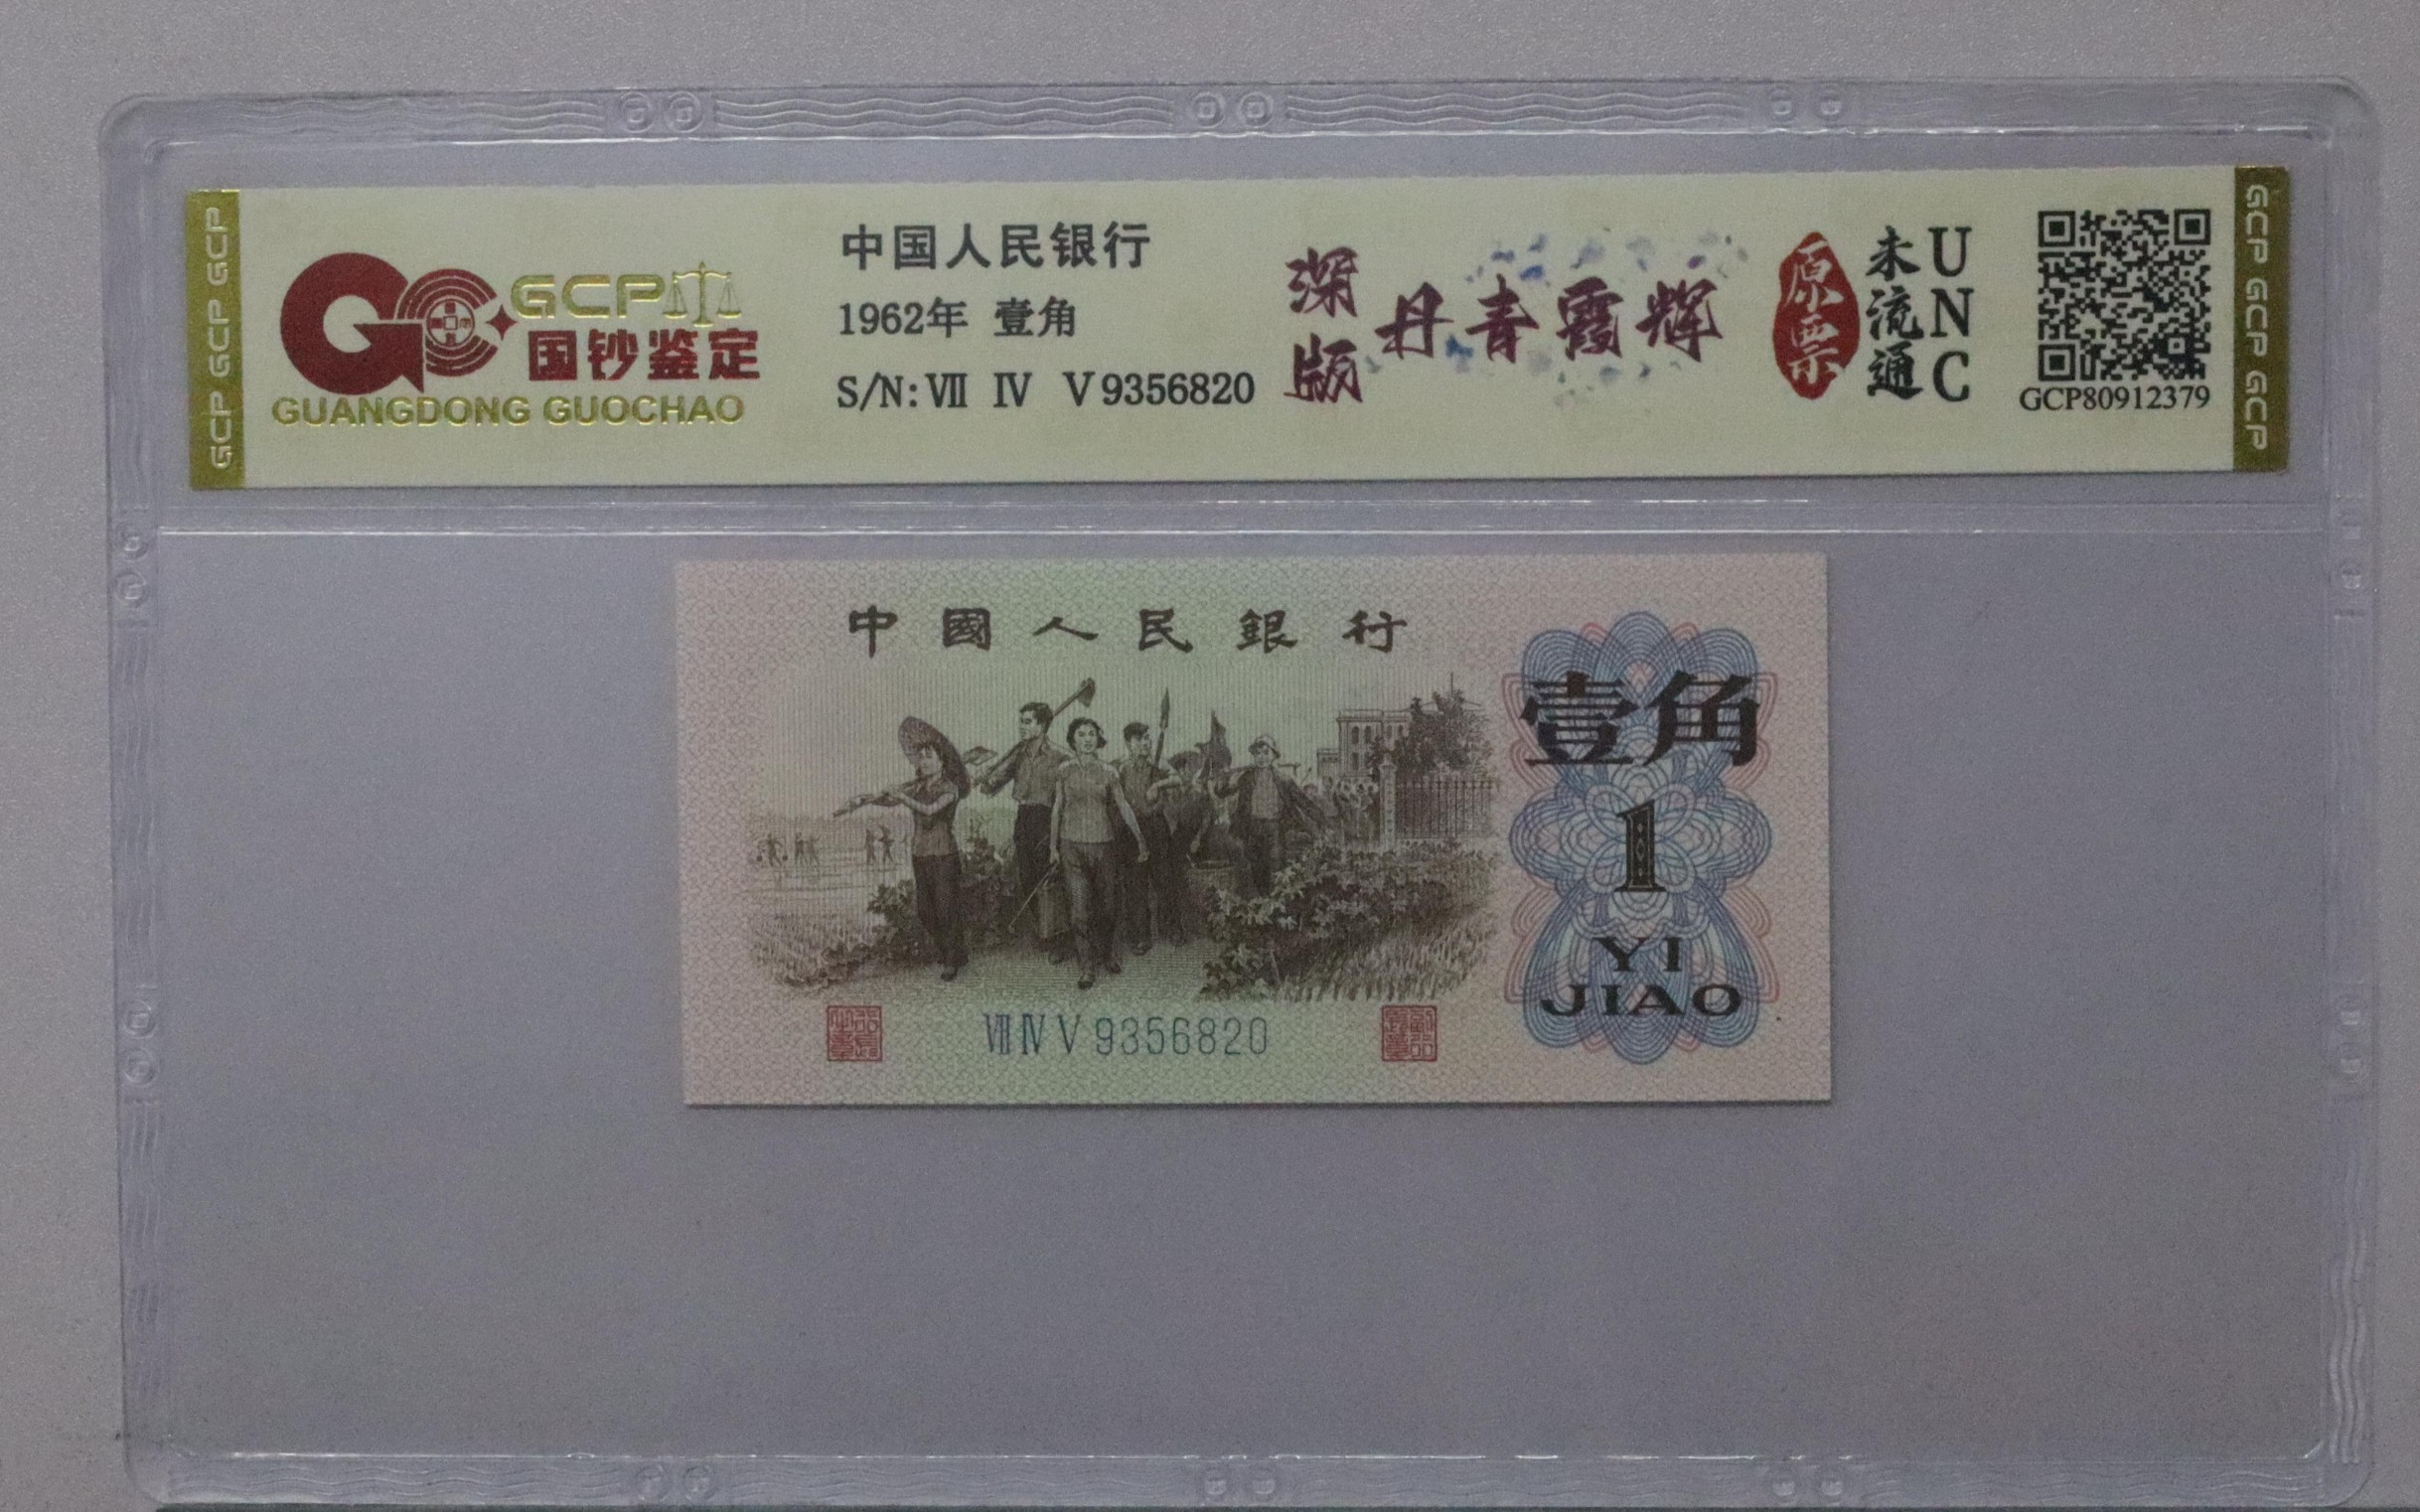 GCP GCP GCP
GCP
国钞鉴定
GUANGDONG GUOCHAO
中国人民银行
1962年 壹角
S/N: Ⅶ Ⅳ Ⅴ 9356820
深版
丹青霞辉
原票
未流通
UNC
GCP80912379
GCP GCP GCP
中國人民銀行
壹角
1
YI
JIAO
Ⅶ Ⅳ Ⅴ 9356820